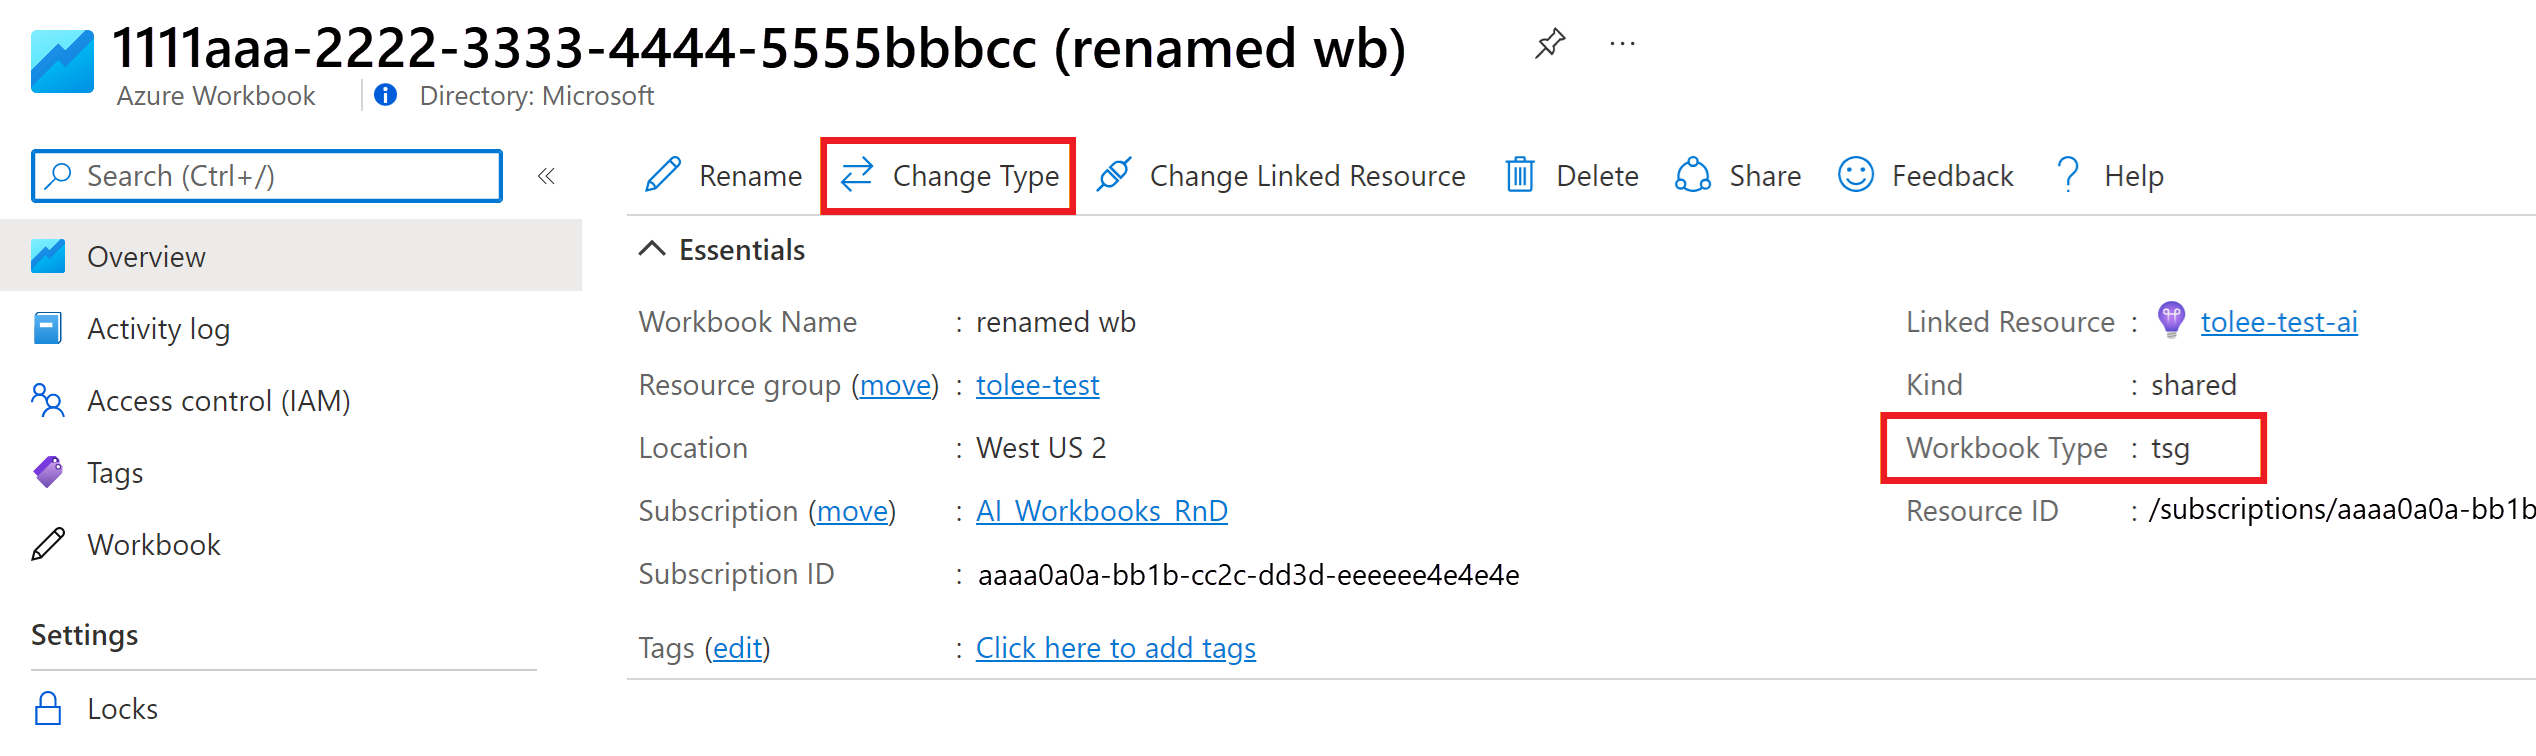 1111aaa-2222-3333-4444-5555bbbcc (renamed wb) ...
Azure Workbook | Directory: Microsoft
Search (Ctrl+/) «
Rename Change Type Change Linked Resource Delete Share Feedback ? Help
Overview
Activity log
Access control (IAM)
Tags
Workbook
Settings
Locks
Essentials
Workbook Name : renamed wb
Resource group (move) : tolee-test
Location : West US 2
Subscription (move) : AI_Workbooks_RnD
Subscription ID : aaaa0a0a-bb1b-cc2c-dd3d-eeeeee4e4e4e
Tags (edit) : Click here to add tags
Linked Resource : tolee-test-ai
Kind : shared
Workbook Type : tsg
Resource ID : /subscriptions/aaaa0a0a-bb1b